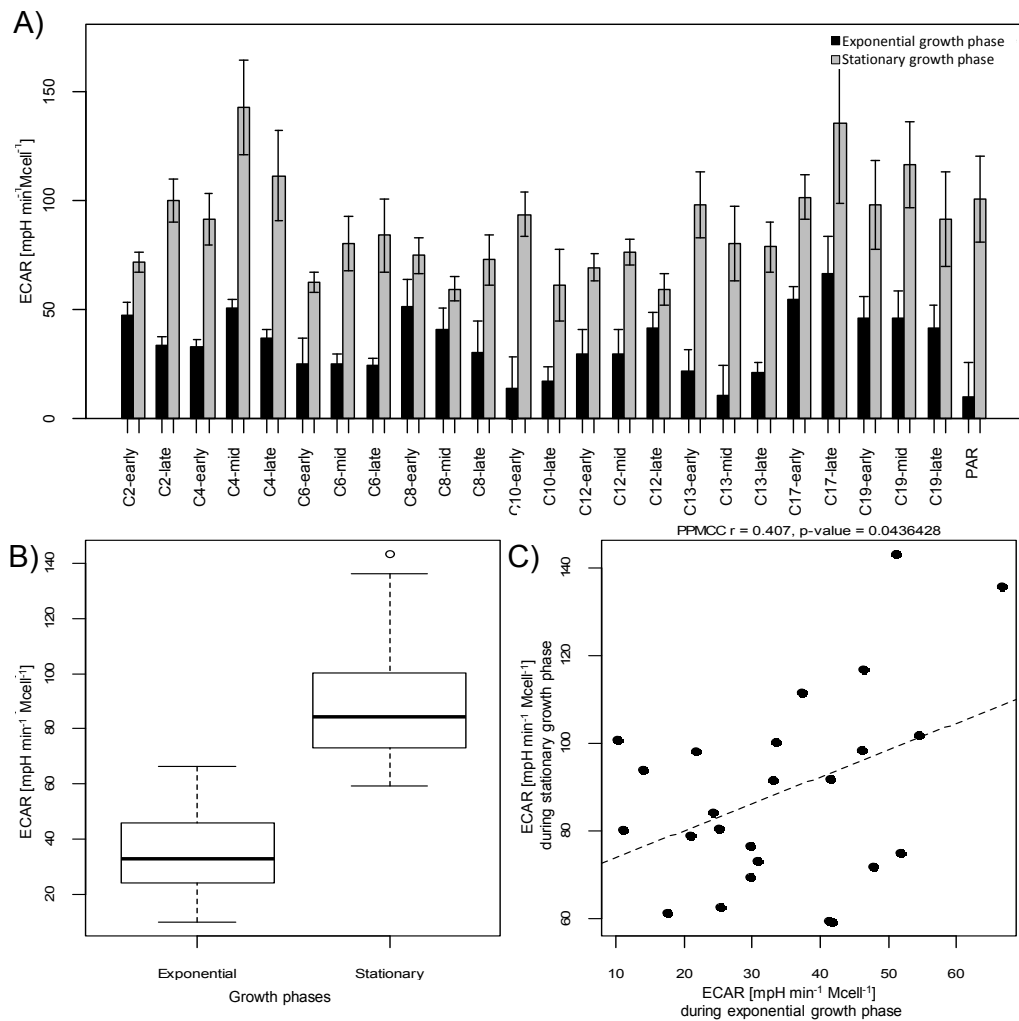 A)
Exponential growth phase
Stationary growth phase
ECAR [mpH min⁻¹Mcell⁻¹]
150
100
50
0
C2-early
C2-late
C4-early
C4-mid
C4-late
C6-early
C6-mid
C6-late
C8-early
C8-mid
C8-late
C10-early
C10-late
C12-early
C12-mid
C12-late
C13-early
C13-mid
C13-late
C17-early
C17-late
C19-early
C19-mid
C19-late
PAR
B)
ECAR [mpH min⁻¹ Mcell⁻¹]
140
120
100
80
60
40
20
Exponential
Stationary
Growth phases
C)
PPMCC r = 0.407, p-value = 0.0436428
ECAR [mpH min⁻¹ Mcell⁻¹]
during stationary growth phase
140
120
100
80
60
10
20
30
40
50
60
ECAR [mpH min⁻¹ Mcell⁻¹]
during exponential growth phase